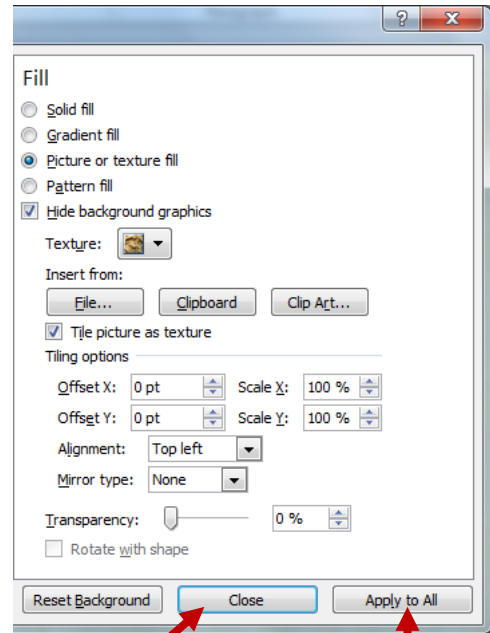 ?
X
Fill
Solid fill
Gradient fill
Picture or texture fill
Pattern fill
Hide background graphics
Texture:
Insert from:
File... Clipboard Clip Art...
Tile picture as texture
Tiling options
Offset X: 0 pt Scale X: 100 %
Offset Y: 0 pt Scale Y: 100 %
Alignment: Top left
Mirror type: None
Transparency: 0 %
Rotate with shape
Reset Background Close Apply to All